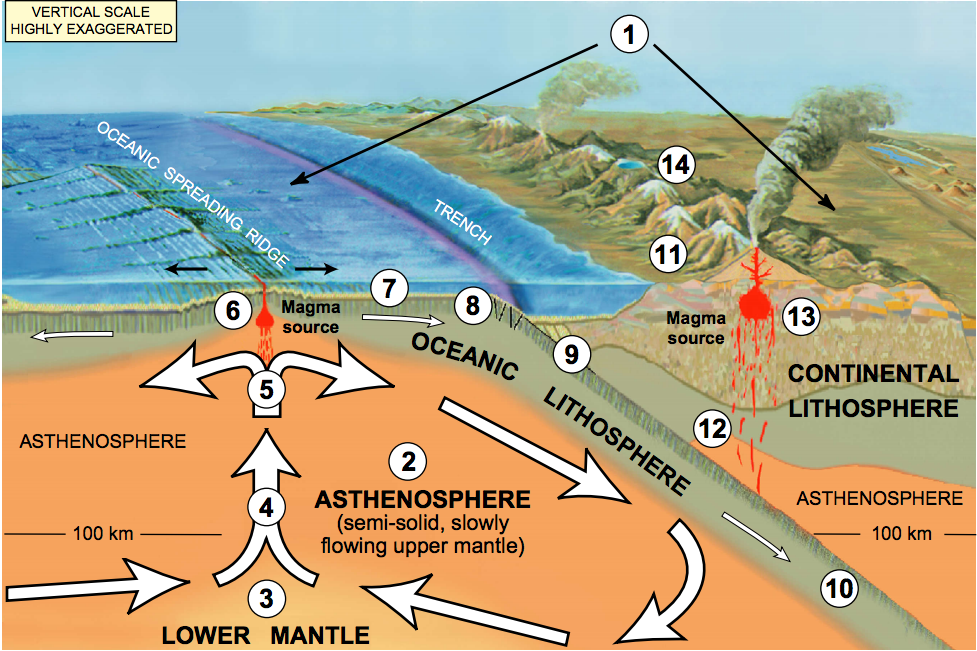 VERTICAL SCALE
HIGHLY EXAGGERATED
1
OCEANIC SPREADING RIDGE
TRENCH
14
11
7
8
6
Magma
source
Magma
source
13
OCEANIC LITHOSPHERE
9
5
CONTINENTAL
LITHOSPHERE
12
ASTHENOSPHERE
2
ASTHENOSPHERE
(semi-solid, slowly
flowing upper mantle)
ASTHENOSPHERE
4
100 km
100 km
10
3
LOWER MANTLE